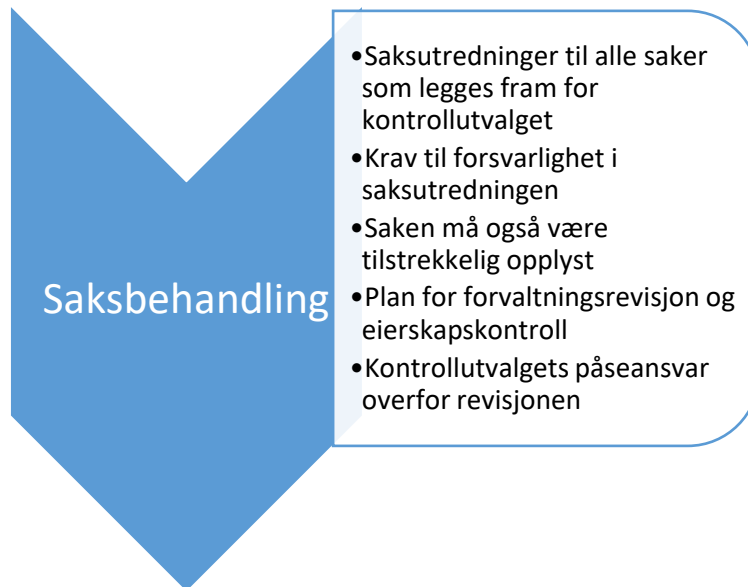 Saksbehandling
•Saksutredninger til alle saker
som legges fram for
kontrollutvalget
•Krav til forsvarlighet i
saksutredningen
•Saken må også være
tilstrekkelig opplyst
•Plan for forvaltningsrevisjon og
eierskapskontroll
•Kontrollutvalgets påseansvar
overfor revisjonen